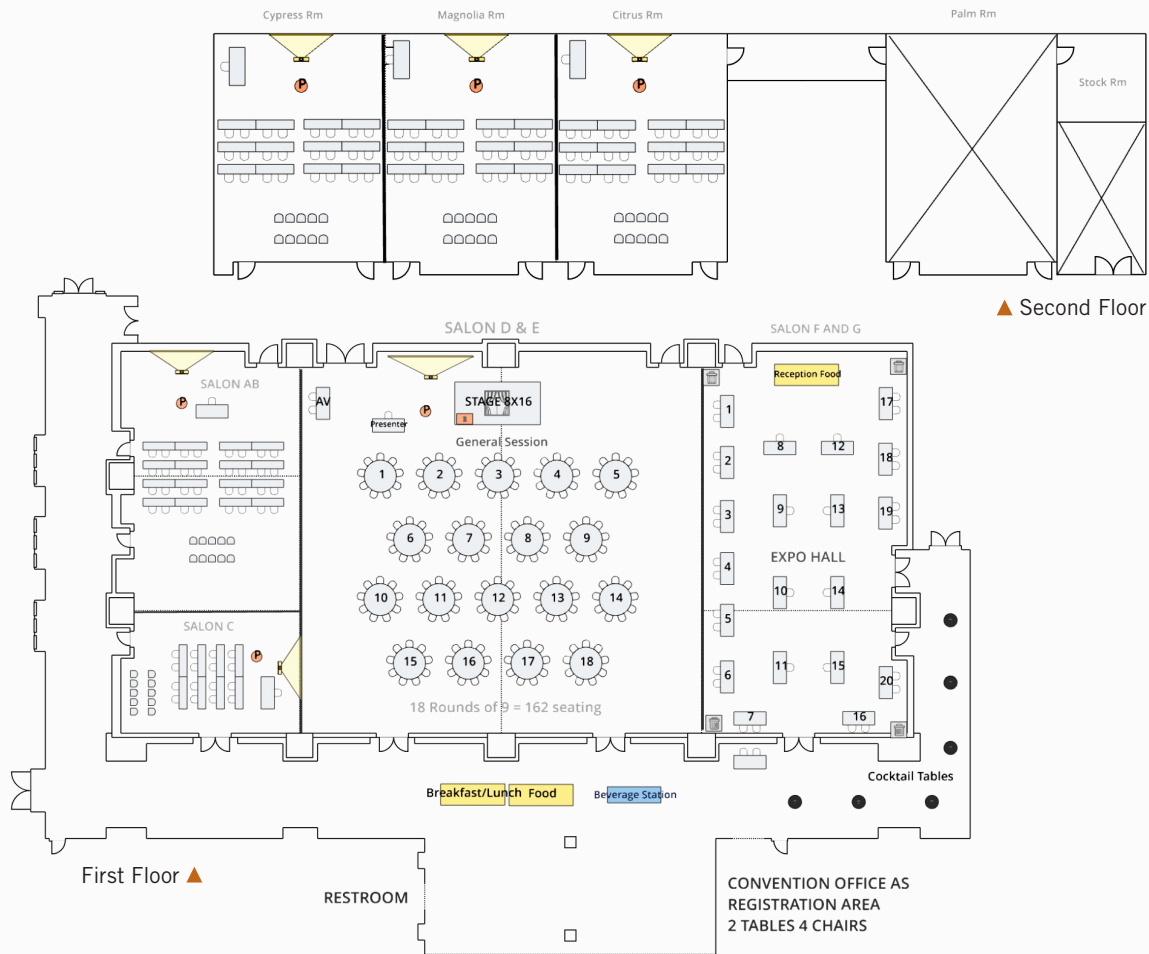 Cypress Rm
Magnolia Rm
Citrus Rm
Palm Rm
P
P
P
Stock Rm
▲ Second Floor
SALON D & E
SALON F AND G
SALON AB
P
AV
Presenter
P
STAGE 8X16
General Session
Reception Food
1
2
3
4
5
6
7
8
9
10
11
12
13
14
15
16
17
18
18 Rounds of 9 = 162 seating
SALON C
P
1
2
3
4
5
6
7
8
9
10
11
12
13
14
15
16
17
18
19
20
EXPO HALL
Breakfast/Lunch Food
Beverage Station
Cocktail Tables
First Floor ▲
RESTROOM
CONVENTION OFFICE AS
REGISTRATION AREA
2 TABLES 4 CHAIRS